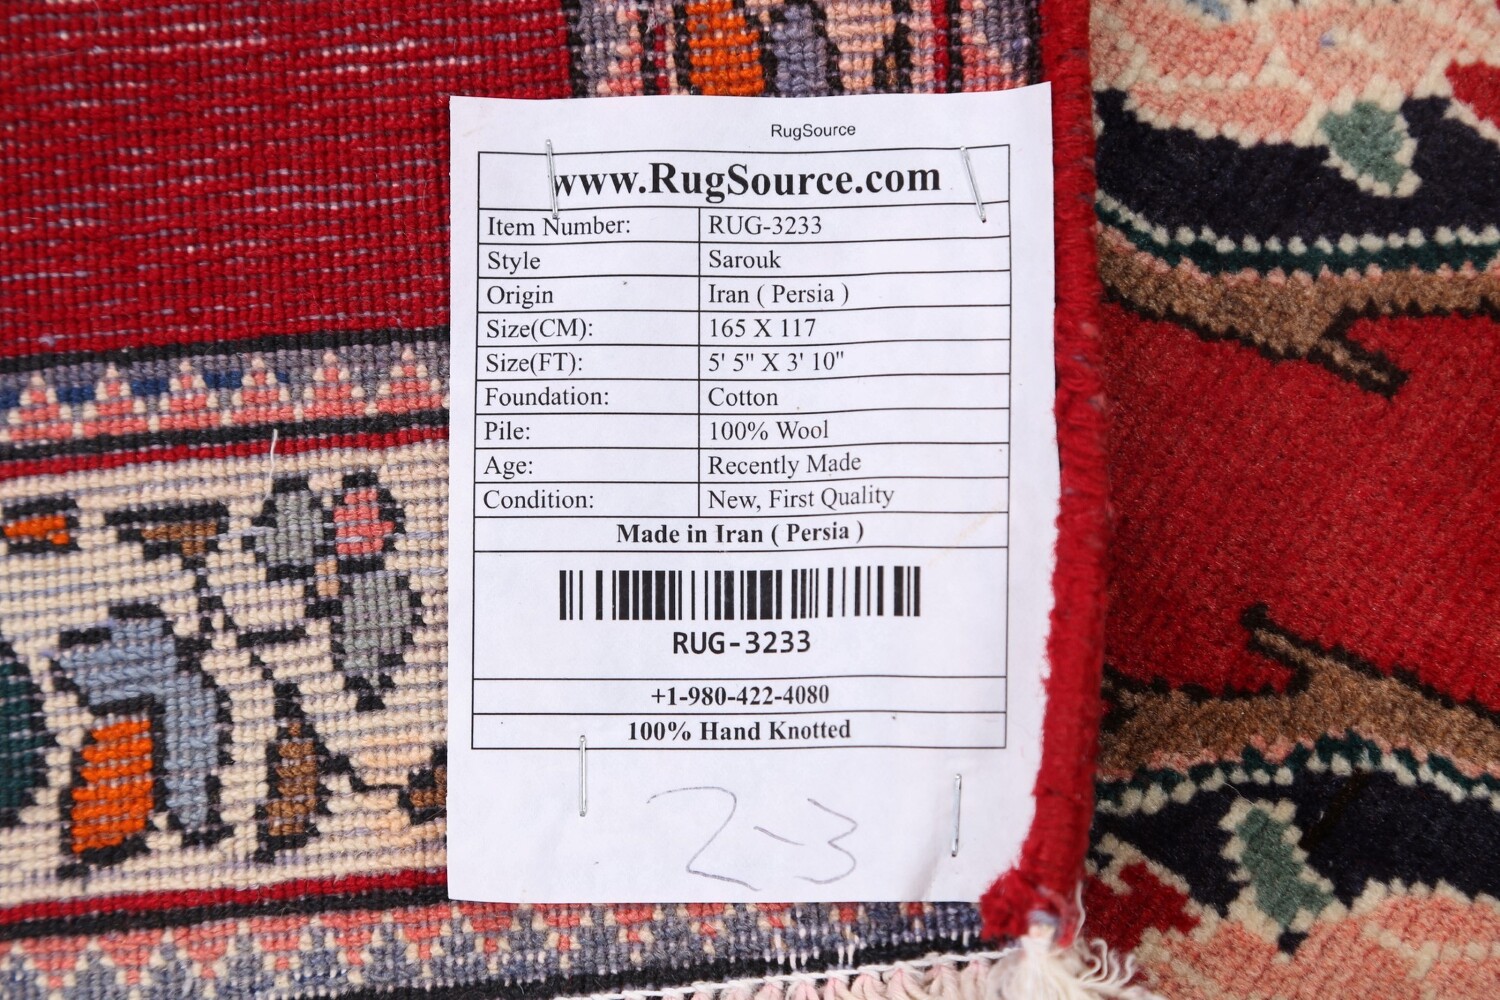 RugSource
www.RugSource.com
Item Number: RUG-3233
Style Sarouk
Origin Iran ( Persia )
Size(CM): 165 X 117
Size(FT): 5' 5" X 3' 10"
Foundation: Cotton
Pile: 100% Wool
Age: Recently Made
Condition: New, First Quality
Made in Iran ( Persia )
RUG-3233
+1-980-422-4080
100% Hand Knotted
2-3